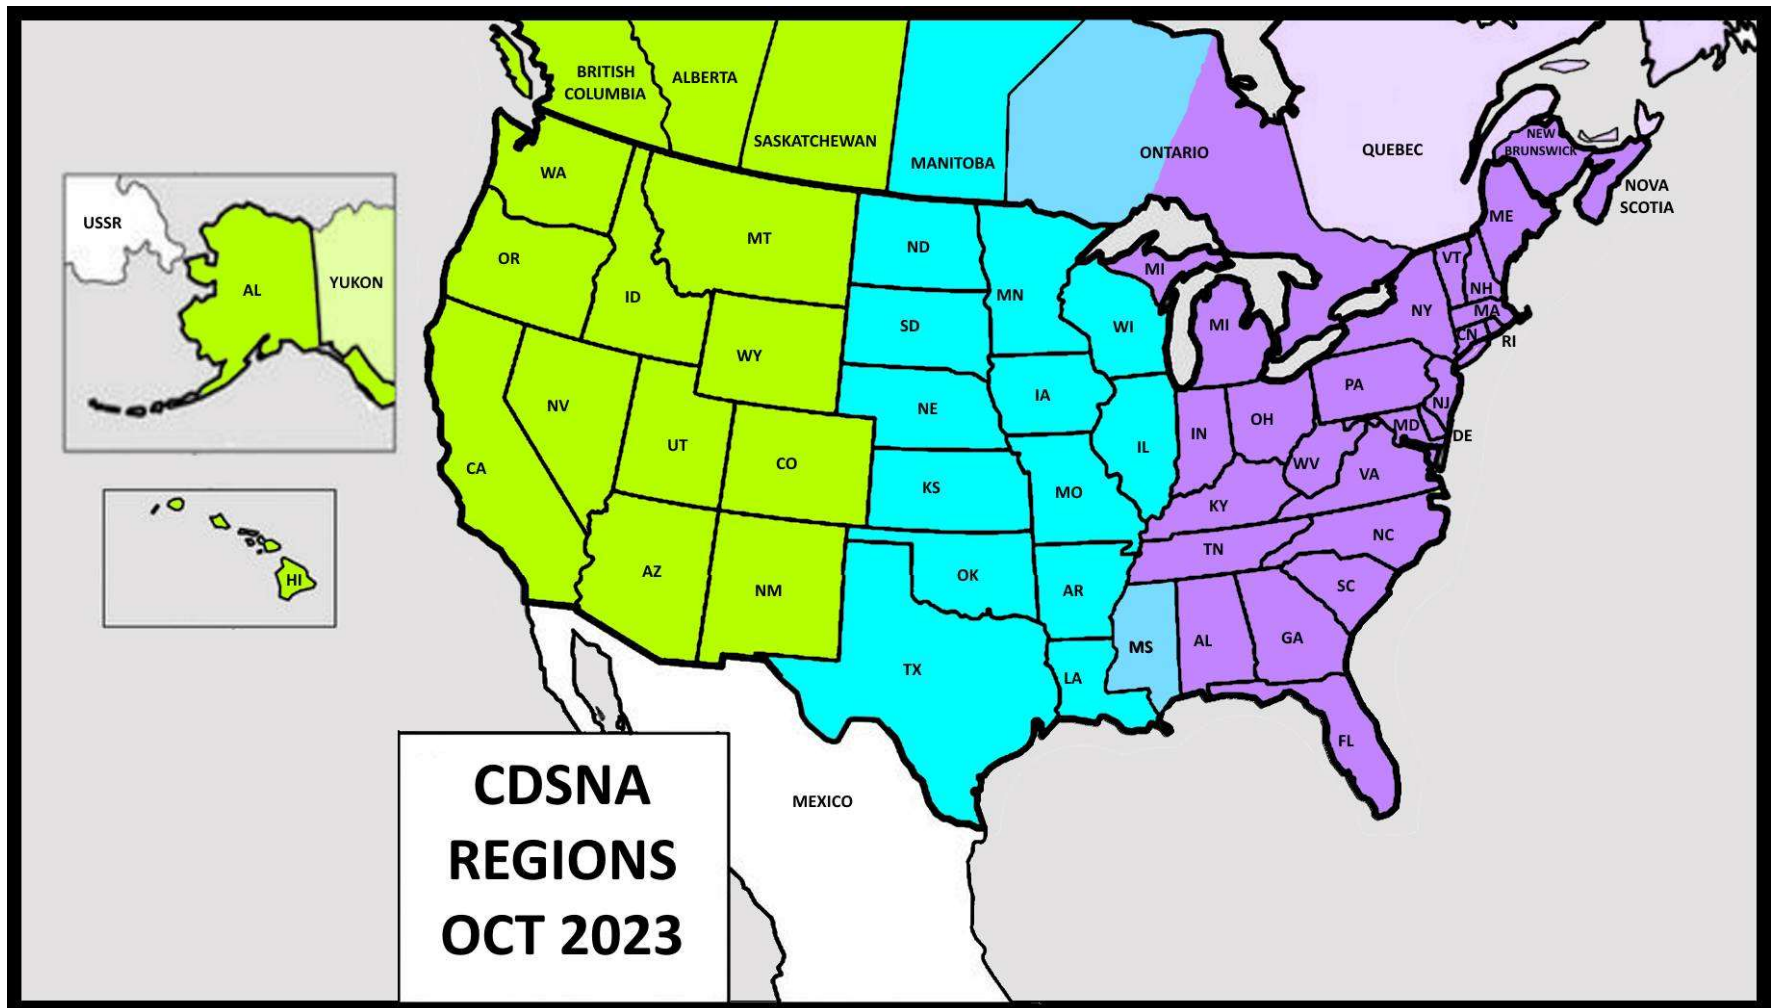 BRITISH
COLUMBIA
ALBERTA
SASKATCHEWAN
MANITOBA
ONTARIO
QUEBEC
NEW
BRUNSWICK
NOVA
SCOTIA
USSR
AL
YUKON
HI
WA
OR
ID
MT
WY
CA
NV
UT
CO
AZ
NM
ND
SD
NE
KS
OK
TX
MN
IA
MO
AR
LA
WI
IL
MS
MI
MI
IN
OH
KY
TN
AL
GA
FL
SC
NC
VA
WV
MD
DE
PA
NJ
NY
CN
RI
MA
VT
NH
ME
MEXICO
CDSNA
REGIONS
OCT 2023